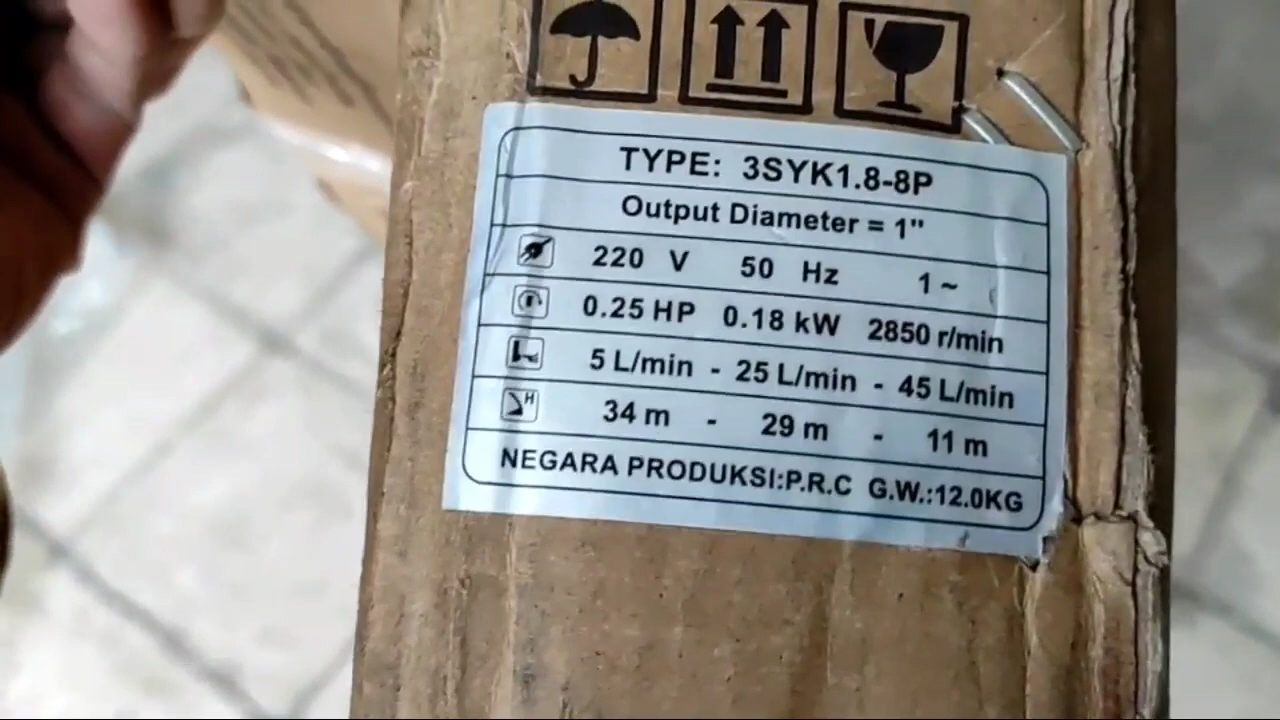 TYPE: 3SYK1.8-8P
Output Diameter = 1"
220 V 50 Hz 1 ~
0.25 HP 0.18 kW 2850 r/min
5 L/min - 25 L/min - 45 L/min
H 34 m - 29 m - 11 m
NEGARA PRODUKSI:P.R.C G.W.:12.0KG